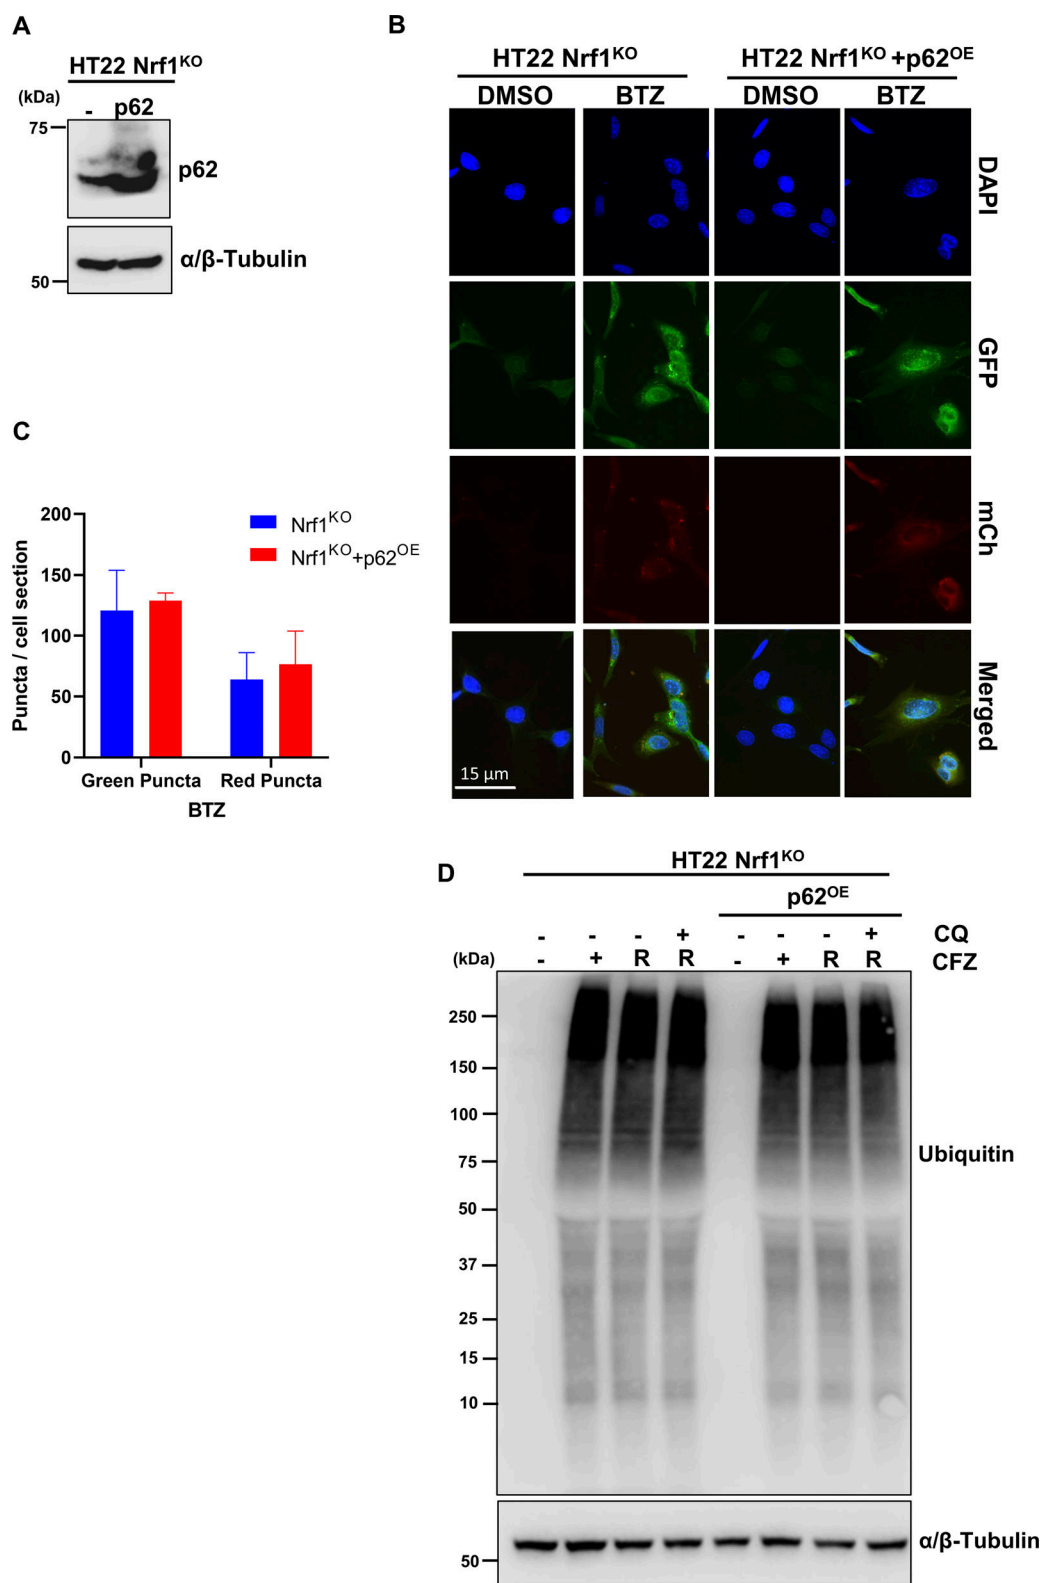 A
HT22 Nrf1KO
(kDa)
- p62
75
p62
α/β-Tubulin
50
B
HT22 Nrf1KO HT22 Nrf1KO +p62OE
DMSO BTZ DMSO BTZ
DAPI
GFP
mCh
Merged
15 μm
C
Puncta / cell section
200
150
100
50
0
Nrf1KO
Nrf1KO+p62OE
Green Puncta Red Puncta
BTZ
D
HT22 Nrf1KO
p62OE
- - - + - - - + CQ
(kDa) - + R R - + R R CFZ
250
150
100
75
50
37
25
15
10
Ubiquitin
α/β-Tubulin
50